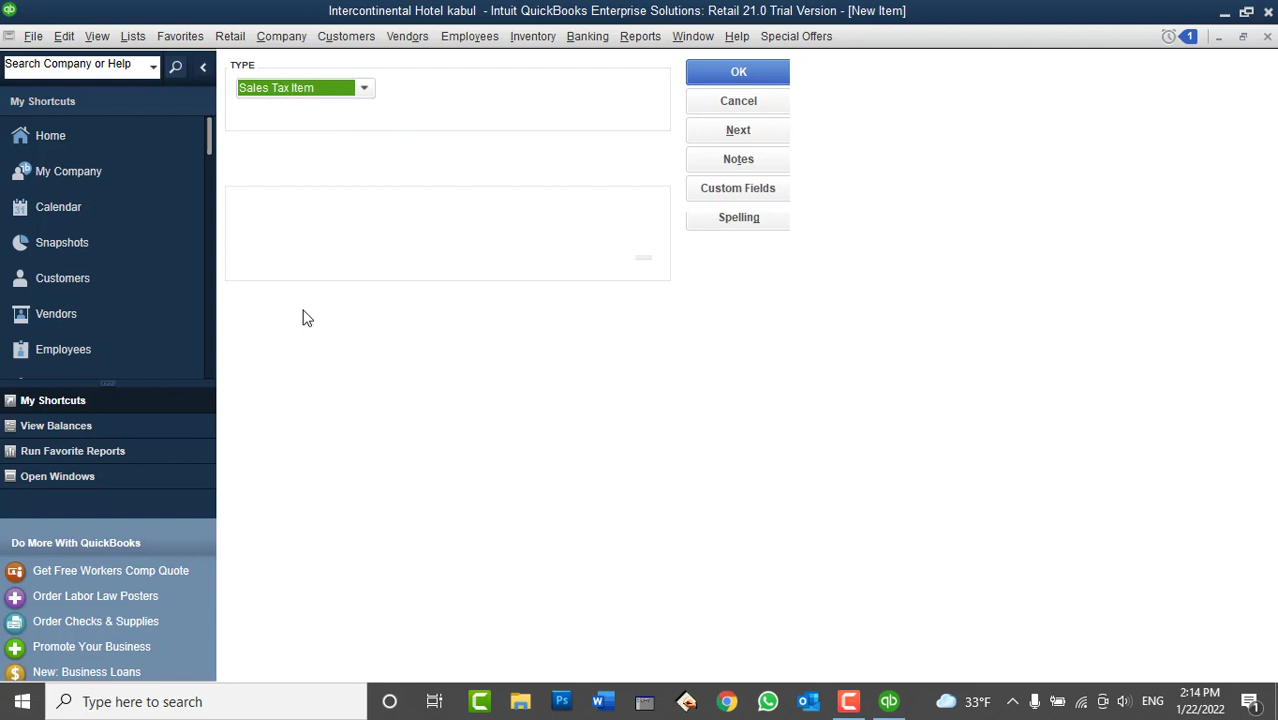 Intercontinental Hotel kabul - Intuit QuickBooks Enterprise Solutions: Retail 21.0 Trial Version - [New Item]
File Edit View Lists Favorites Retail Company Customers Vendors Employees Inventory Banking Reports Window Help Special Offers 1
Search Company or Help
My Shortcuts
Home
My Company
Calendar
Snapshots
Customers
Vendors
Employees
My Shortcuts
View Balances
Run Favorite Reports
Open Windows
Do More With QuickBooks
Get Free Workers Comp Quote
Order Labor Law Posters
Order Checks & Supplies
Promote Your Business
New: Business Loans
TYPE
Sales Tax Item
OK
Cancel
Next
Notes
Custom Fields
Spelling
Type here to search
33°F
ENG
2:14 PM
1/22/2022
1